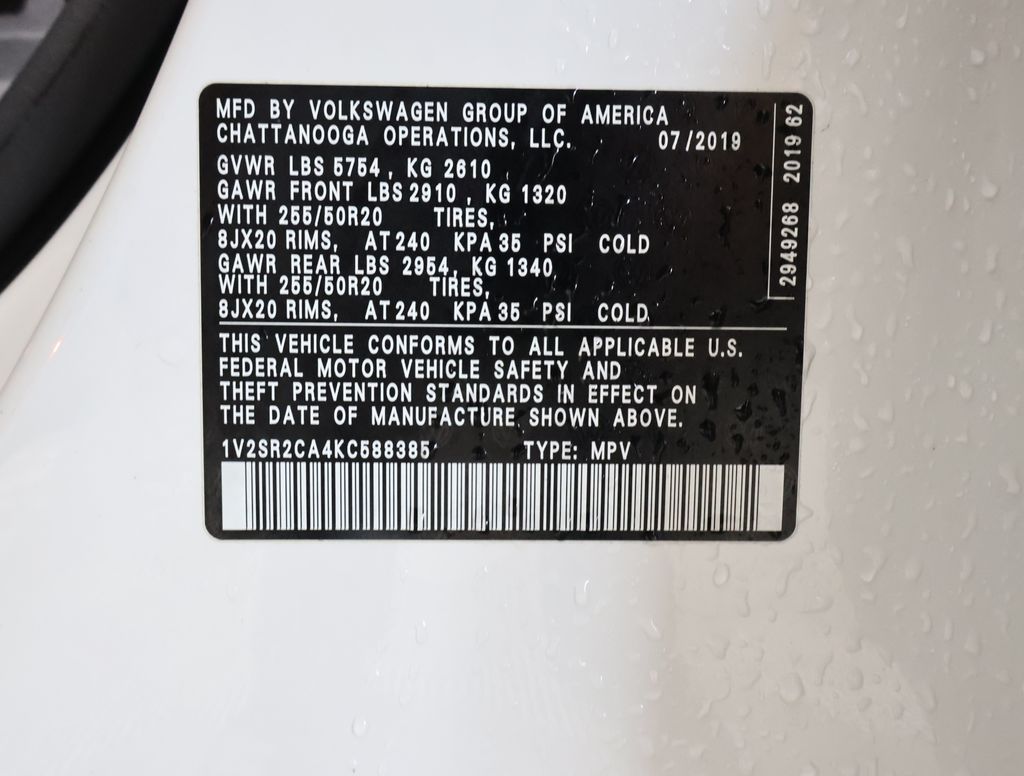 MFD BY VOLKSWAGEN GROUP OF AMERICA
CHATTANOOGA OPERATIONS, LLC. 07/2019
GVWR LBS 5754, KG 2610
GAWR FRONT LBS 2910, KG 1320
WITH 255/50R20 TIRES,
8JX20 RIMS, AT 240 KPA 35 PSI COLD
GAWR REAR LBS 2954, KG 1340,
WITH 255/50R20 TIRES,
8JX20 RIMS, AT 240 KPA 35 PSI COLD
THIS VEHICLE CONFORMS TO ALL APPLICABLE U.S.
FEDERAL MOTOR VEHICLE SAFETY AND
THEFT PREVENTION STANDARDS IN EFFECT ON
THE DATE OF MANUFACTURE SHOWN ABOVE.
1V2SR2CA4KC588385 TYPE: MPV
2949268 2019 62